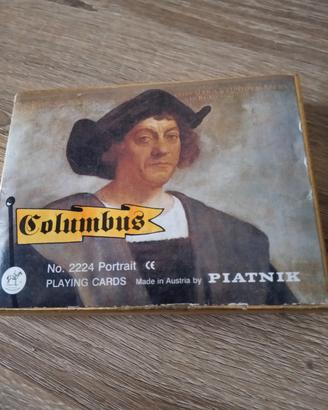 Columbus
No. 2224 Portrait CE
PLAYING CARDS Made in Austria by PIATNIK